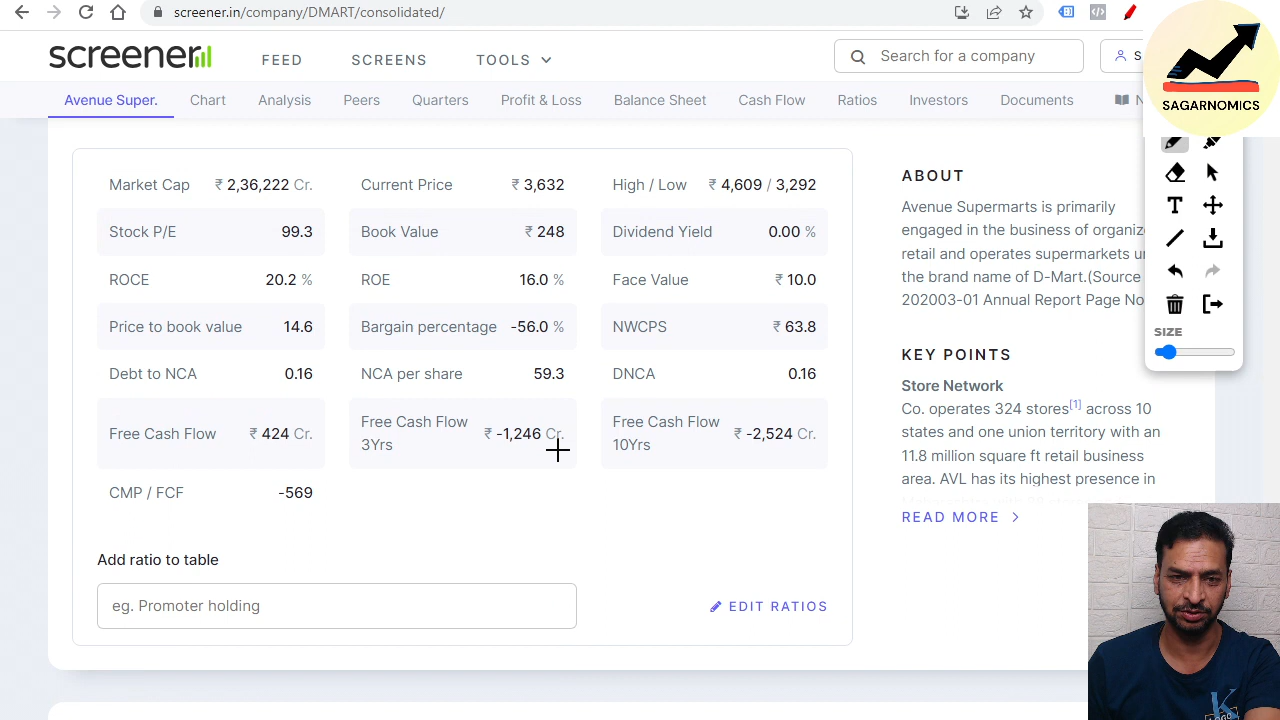 screener.in/company/DMART/consolidated/
screener
FEED
SCREENS
TOOLS
Search for a company
S
Avenue Super.
Chart
Analysis
Peers
Quarters
Profit & Loss
Balance Sheet
Cash Flow
Ratios
Investors
Documents
N
SAGARNOMICS
Market Cap ₹ 2,36,222 Cr.
Current Price ₹ 3,632
High / Low ₹ 4,609 / 3,292
Stock P/E 99.3
Book Value ₹ 248
Dividend Yield 0.00 %
ROCE 20.2 %
ROE 16.0 %
Face Value ₹ 10.0
Price to book value 14.6
Bargain percentage -56.0 %
NWCPS ₹ 63.8
Debt to NCA 0.16
NCA per share 59.3
DNCA 0.16
Free Cash Flow ₹ 424 Cr.
Free Cash Flow
3Yrs ₹ -1,246 Cr.
Free Cash Flow
10Yrs ₹ -2,524 Cr.
CMP / FCF -569
Add ratio to table
eg. Promoter holding
EDIT RATIOS
ABOUT
Avenue Supermarts is primarily
engaged in the business of organiz
retail and operates supermarkets
the brand name of D-Mart.(Source
202003-01 Annual Report Page No
KEY POINTS
Store Network
Co. operates 324 stores[1] across 10
states and one union territory with an
11.8 million square ft retail business
area. AVL has its highest presence in
READ MORE
T
SIZE
K